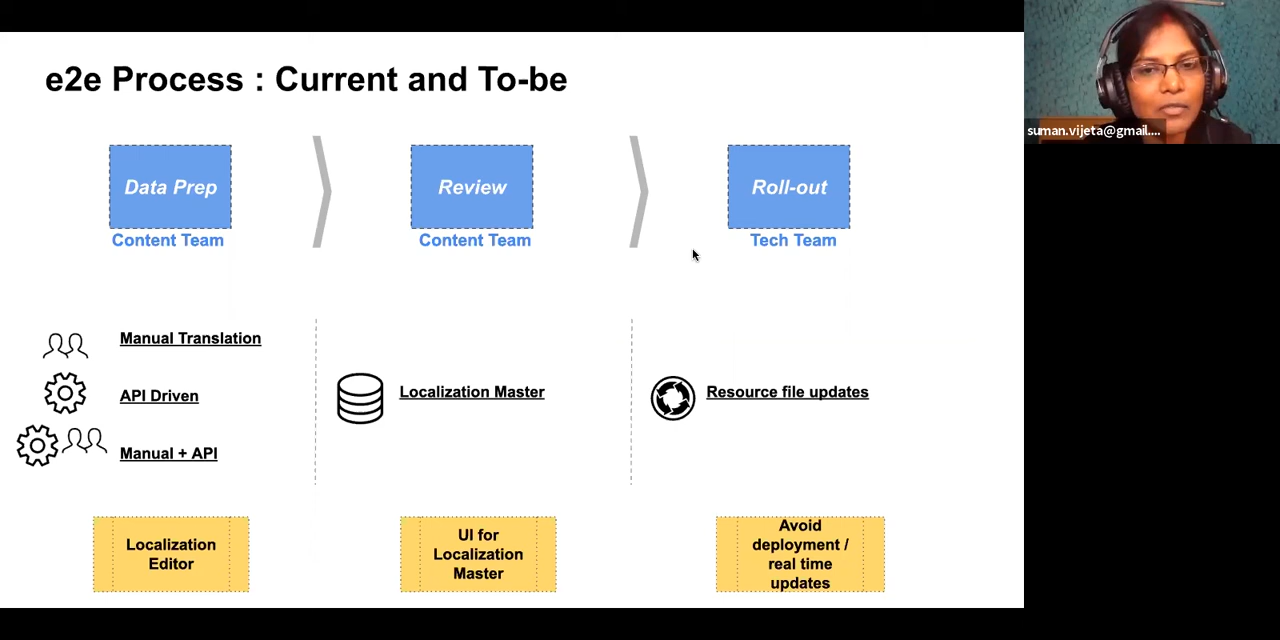 e2e Process : Current and To-be
suman.vijeta@gmail....
Data Prep
Review
Roll-out
Content Team
Content Team
Tech Team
Manual Translation
API Driven
Manual + API
Localization Master
Resource file updates
Localization
Editor
UI for
Localization
Master
Avoid
deployment /
real time
updates